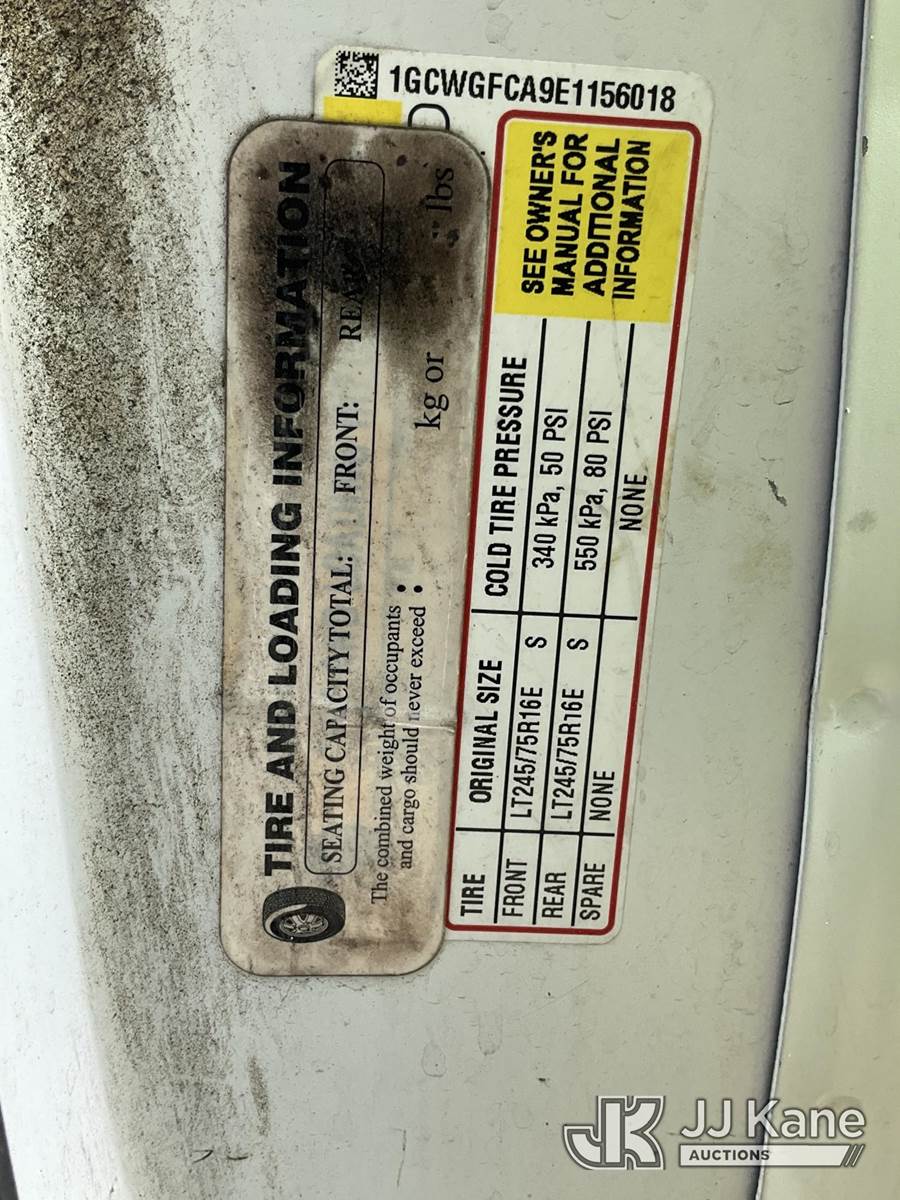 1GCWGFCA9E1156018
TIRE AND LOADING INFORMATION
SEATING CAPACITY TOTAL: FRONT:
The combined weight of occupants
and cargo should never exceed : kg or lbs
TIRE ORIGINAL SIZE COLD TIRE PRESSURE
FRONT LT245/75R16E S 340 kPa, 50 PSI
REAR LT245/75R16E S 550 kPa, 80 PSI
SPARE NONE NONE
SEE OWNER'S
MANUAL FOR
ADDITIONAL
INFORMATION
JK JJ Kane
AUCTIONS